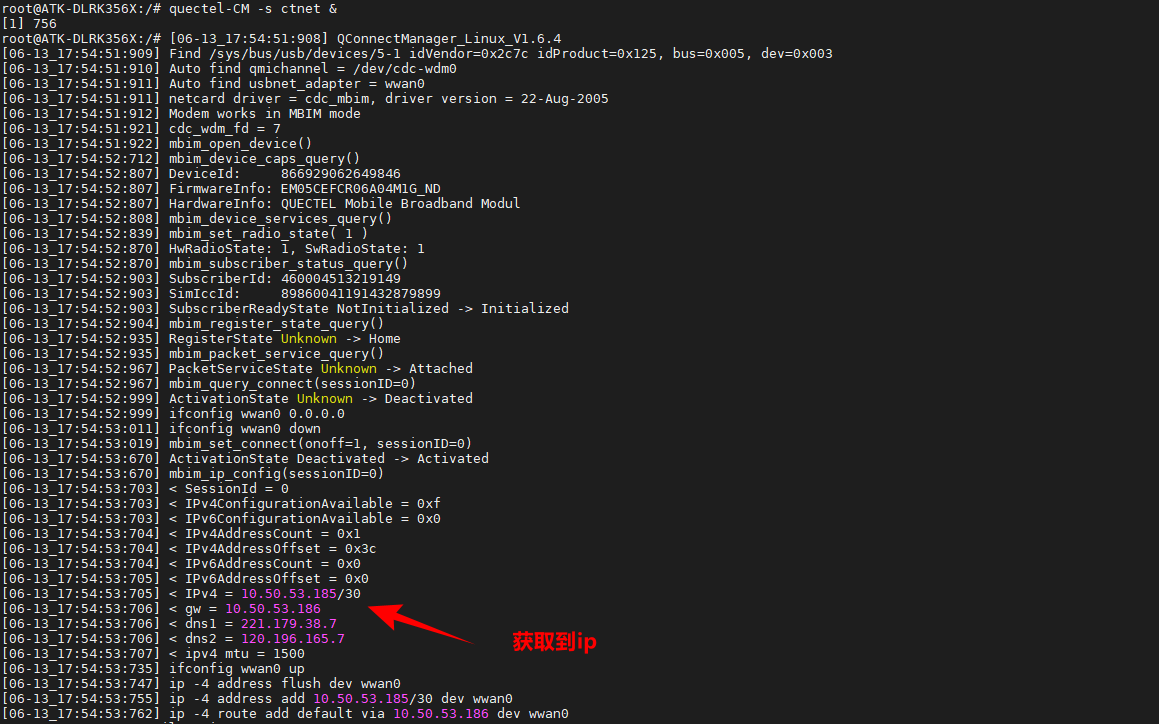 root@ATK-DLRK356X:/# quectel-CM -s ctnet &
[1] 756
root@ATK-DLRK356X:/# [06-13_17:54:51:908] QConnectManager_Linux_V1.6.4
[06-13_17:54:51:909] Find /sys/bus/usb/devices/5-1 idVendor=0x2c7c idProduct=0x125, bus=0x005, dev=0x003
[06-13_17:54:51:910] Auto find qmichannel = /dev/cdc-wdm0
[06-13_17:54:51:911] Auto find usbnet_adapter = wwan0
[06-13_17:54:51:911] netcard driver = cdc_mbim, driver version = 22-Aug-2005
[06-13_17:54:51:912] Modem works in MBIM mode
[06-13_17:54:51:921] cdc_wdm_fd = 7
[06-13_17:54:51:922] mbim_open_device()
[06-13_17:54:52:712] mbim_device_caps_query()
[06-13_17:54:52:807] DeviceId:     866929062649846
[06-13_17:54:52:807] FirmwareInfo: EM05CEFCR06A04M1G_ND
[06-13_17:54:52:807] HardwareInfo: QUECTEL Mobile Broadband Modul
[06-13_17:54:52:808] mbim_device_services_query()
[06-13_17:54:52:839] mbim_set_radio_state( 1 )
[06-13_17:54:52:870] HwRadioState: 1, SwRadioState: 1
[06-13_17:54:52:870] mbim_subscriber_status_query()
[06-13_17:54:52:903] SubscriberId: 460004513219149
[06-13_17:54:52:903] SimIccId:     89860041191432879899
[06-13_17:54:52:903] SubscriberReadyState NotInitialized -> Initialized
[06-13_17:54:52:904] mbim_register_state_query()
[06-13_17:54:52:935] RegisterState Unknown -> Home
[06-13_17:54:52:935] mbim_packet_service_query()
[06-13_17:54:52:967] PacketServiceState Unknown -> Attached
[06-13_17:54:52:967] mbim_query_connect(sessionID=0)
[06-13_17:54:52:999] ActivationState Unknown -> Deactivated
[06-13_17:54:52:999] ifconfig wwan0 0.0.0.0
[06-13_17:54:53:011] ifconfig wwan0 down
[06-13_17:54:53:019] mbim_set_connect(onoff=1, sessionID=0)
[06-13_17:54:53:670] ActivationState Deactivated -> Activated
[06-13_17:54:53:670] mbim_ip_config(sessionID=0)
[06-13_17:54:53:703] < SessionId = 0
[06-13_17:54:53:703] < IPv4ConfigurationAvailable = 0xf
[06-13_17:54:53:703] < IPv6ConfigurationAvailable = 0x0
[06-13_17:54:53:704] < IPv4AddressCount = 0x1
[06-13_17:54:53:704] < IPv4AddressOffset = 0x3c
[06-13_17:54:53:704] < IPv6AddressCount = 0x0
[06-13_17:54:53:705] < IPv6AddressOffset = 0x0
[06-13_17:54:53:705] < IPv4 = 10.50.53.185/30
[06-13_17:54:53:706] < gw = 10.50.53.186
[06-13_17:54:53:706] < dns1 = 221.179.38.7
[06-13_17:54:53:706] < dns2 = 120.196.165.7
获取到ip
[06-13_17:54:53:707] < ipv4 mtu = 1500
[06-13_17:54:53:735] ifconfig wwan0 up
[06-13_17:54:53:747] ip -4 address flush dev wwan0
[06-13_17:54:53:755] ip -4 address add 10.50.53.185/30 dev wwan0
[06-13_17:54:53:762] ip -4 route add default via 10.50.53.186 dev wwan0